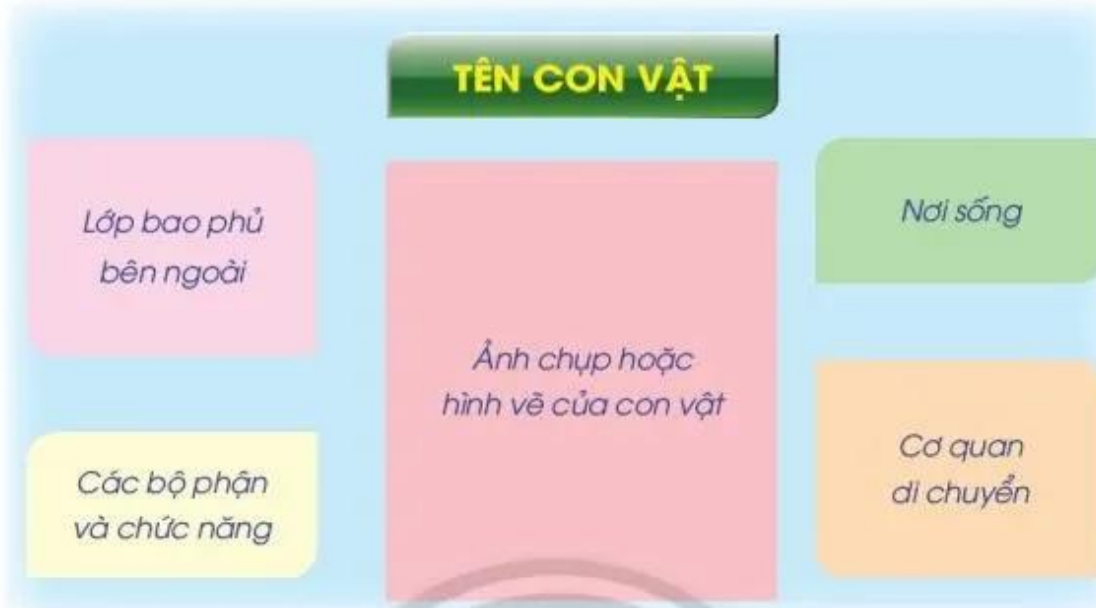 TÊN CON VẬT
Lớp bao phủ
bên ngoài
Nơi sống
Ảnh chụp hoặc
hình vẽ của con vật
Các bộ phận
và chức năng
Cơ quan
di chuyển